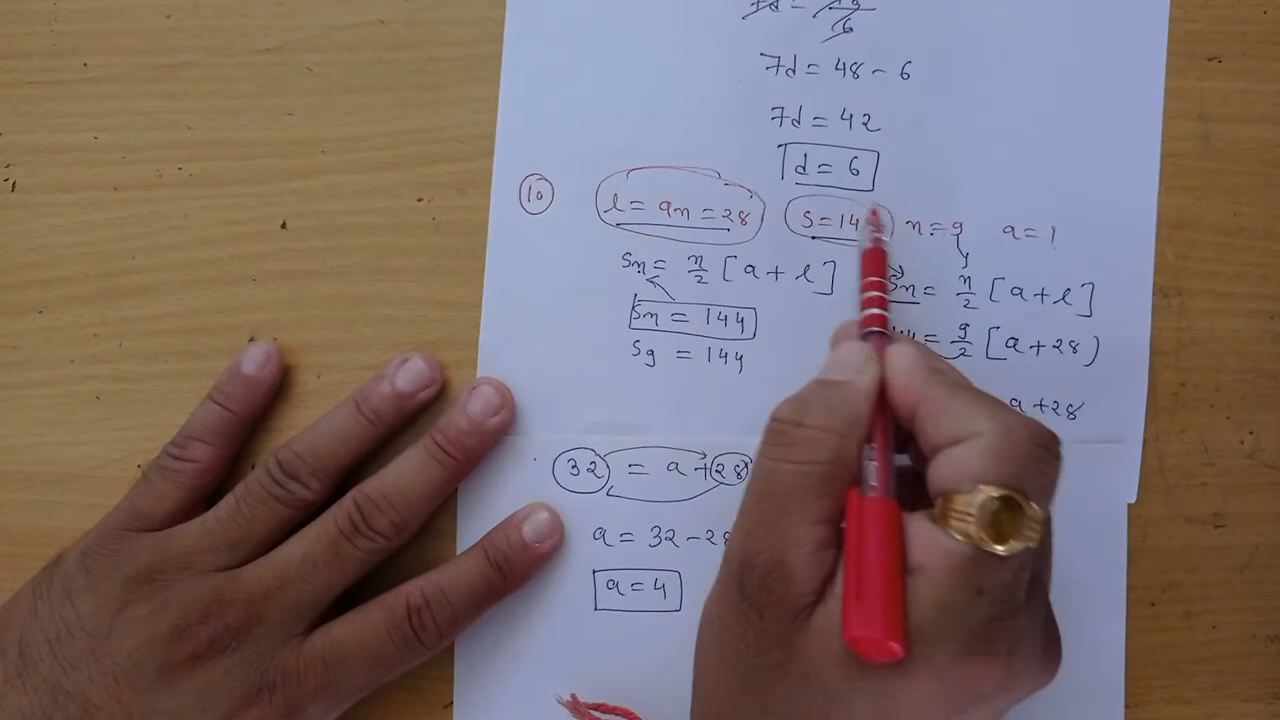 7d = 48 - 6
7d = 42
d = 6
10 l = an = 28 S = 14 n = 9 a = !
Sn = n/2 [a + l]
Sn = 144
S9 = 144
Sn = n/2 [a + l]
= 9/2 [a + 28)
a + 28
32 = a + 28
a = 32 - 28
a = 4